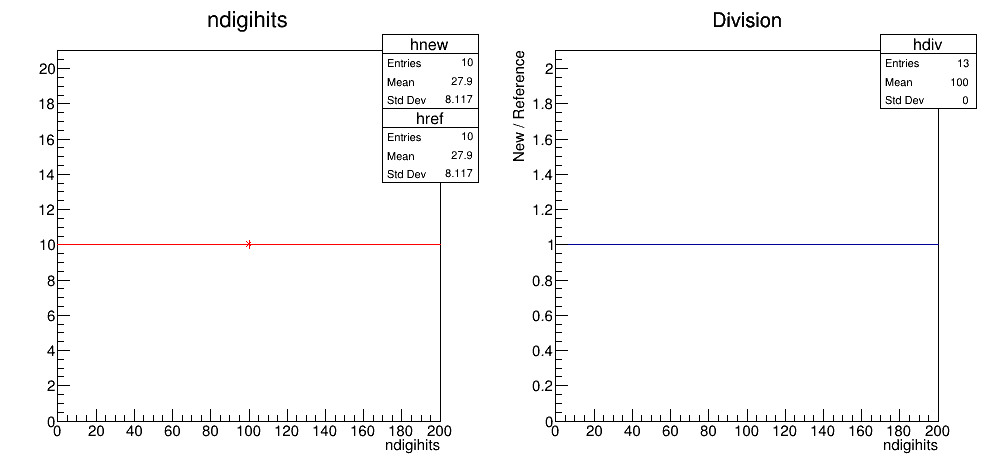 ndigihits
hnew
Entries 10
Mean 27.9
Std Dev 8.117
href
Entries 10
Mean 27.9
Std Dev 8.117
20
18
16
14
12
10
8
6
4
2
0
0 20 40 60 80 100 120 140 160 180 200
ndigihits
Division
hdiv
Entries 13
Mean 100
Std Dev 0
New / Reference
2
1.8
1.6
1.4
1.2
1
0.8
0.6
0.4
0.2
0
0 20 40 60 80 100 120 140 160 180 200
ndigihits